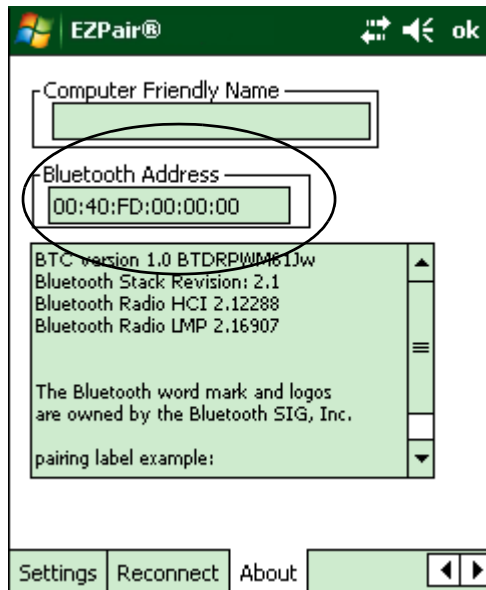 EZPair® ok
Computer Friendly Name
Bluetooth Address
00:40:FD:00:00:00
BTC version 1.0 BTDRPWM61Jw
Bluetooth Stack Revision: 2.1
Bluetooth Radio HCI 2.12288
Bluetooth Radio LMP 2.16907
The Bluetooth word mark and logos
are owned by the Bluetooth SIG, Inc.
pairing label example:
Settings Reconnect About